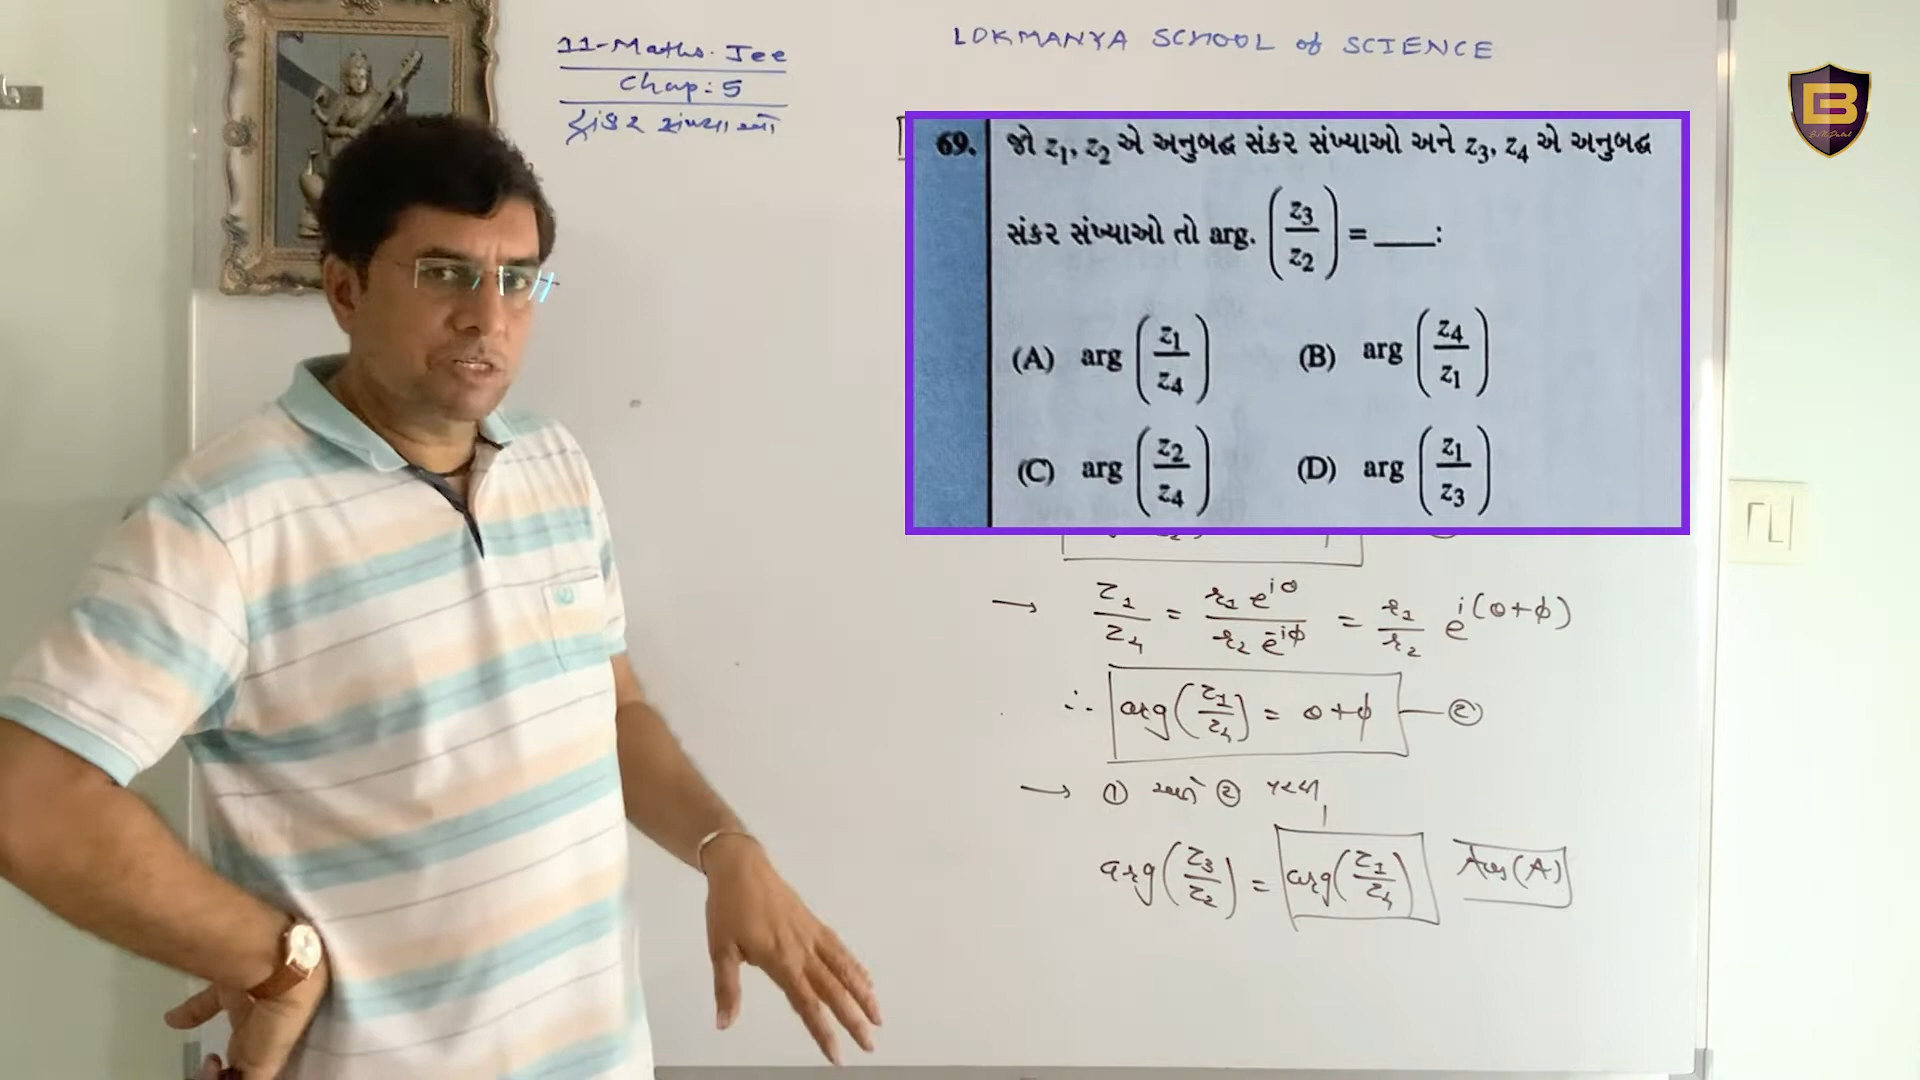 11-Maths. Jee
Chap: 5
સંકર સંખ્યાઓ
LOKMANYA SCHOOL of SCIENCE
B
69. જો z₁, z₂ એ અનુબદ્ધ સંકર સંખ્યાઓ અને z₃, z₄ એ અનુબદ્ધ
સંકર સંખ્યાઓ તો arg. (z₃/z₂) = ____:
(A) arg (z₁/z₄) (B) arg (z₄/z₁)
(C) arg (z₂/z₄) (D) arg (z₁/z₃)
→ z₁/z₄ = r₁ e^{iθ} / r₂ e^{-iφ} = r₁/r₂ e^{i(θ+φ)}
∴ arg(z₁/z₄) = θ+φ — ②
→ ① અને ② પરથી,
arg(z₃/z₂) = arg(z₁/z₄) Ans(A)